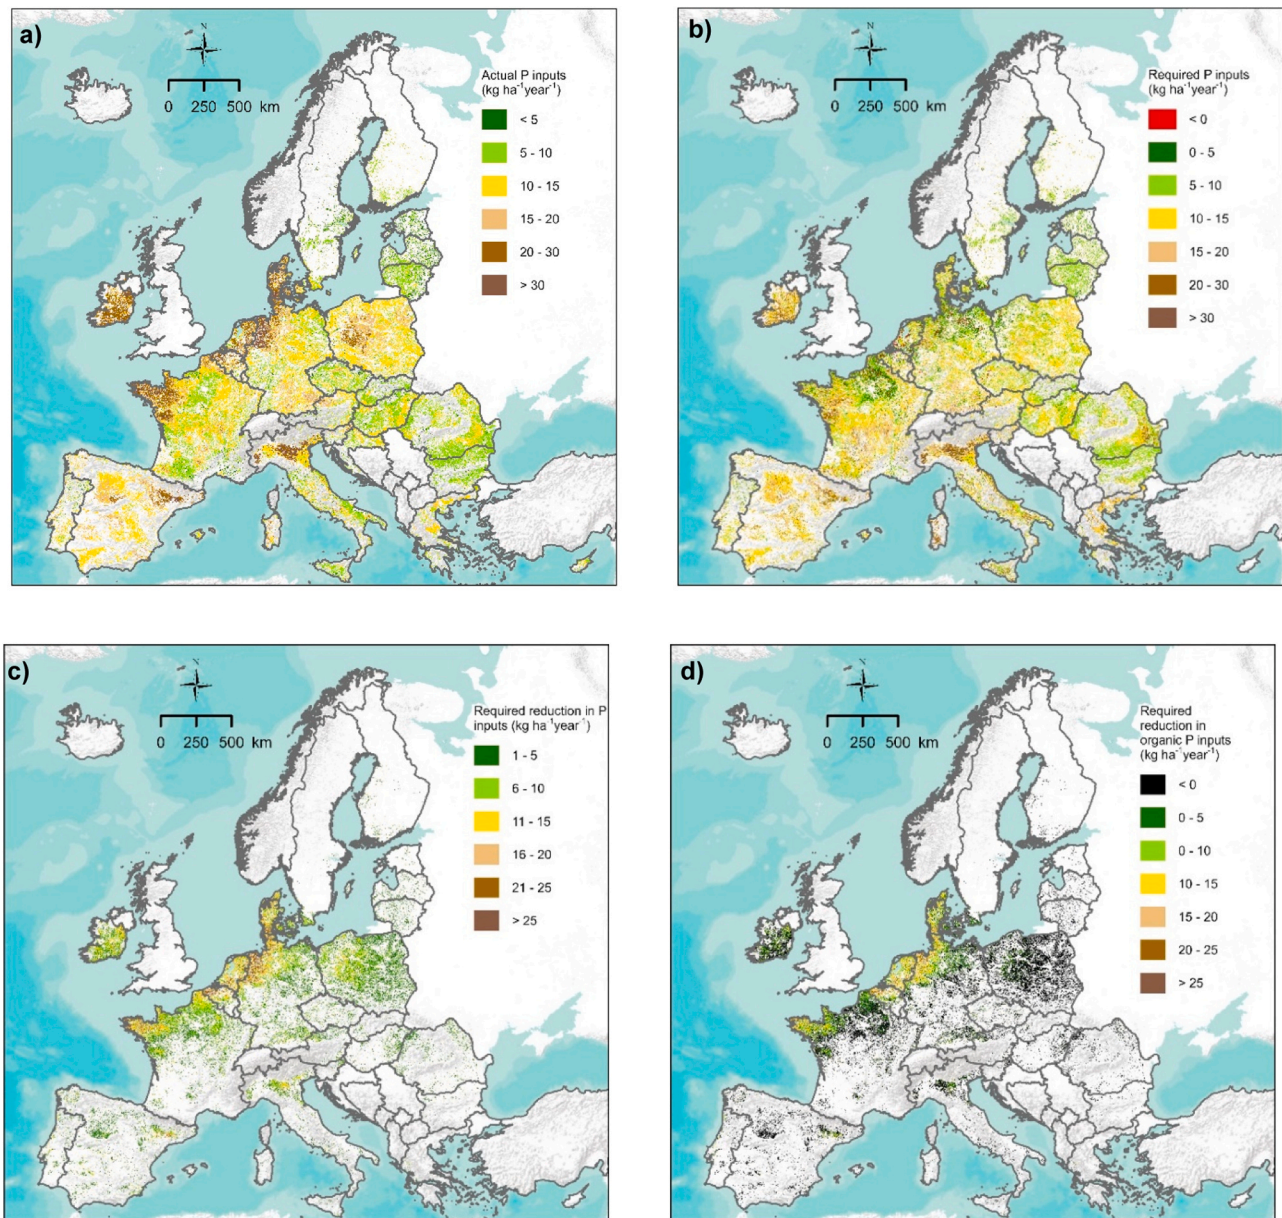 a)
N
0 250 500 km
Actual P inputs
(kg ha⁻¹year⁻¹)
< 5
5 - 10
10 - 15
15 - 20
20 - 30
> 30
b)
N
0 250 500 km
Required P inputs
(kg ha⁻¹year⁻¹)
< 0
0 - 5
5 - 10
10 - 15
15 - 20
20 - 30
> 30
c)
N
0 250 500 km
Required reduction in P
inputs (kg ha⁻¹year⁻¹)
1 - 5
6 - 10
11 - 15
16 - 20
21 - 25
> 25
d)
N
0 250 500 km
Required
reduction in
organic P inputs
(kg ha⁻¹year⁻¹)
< 0
0 - 5
0 - 10
10 - 15
15 - 20
20 - 25
> 25